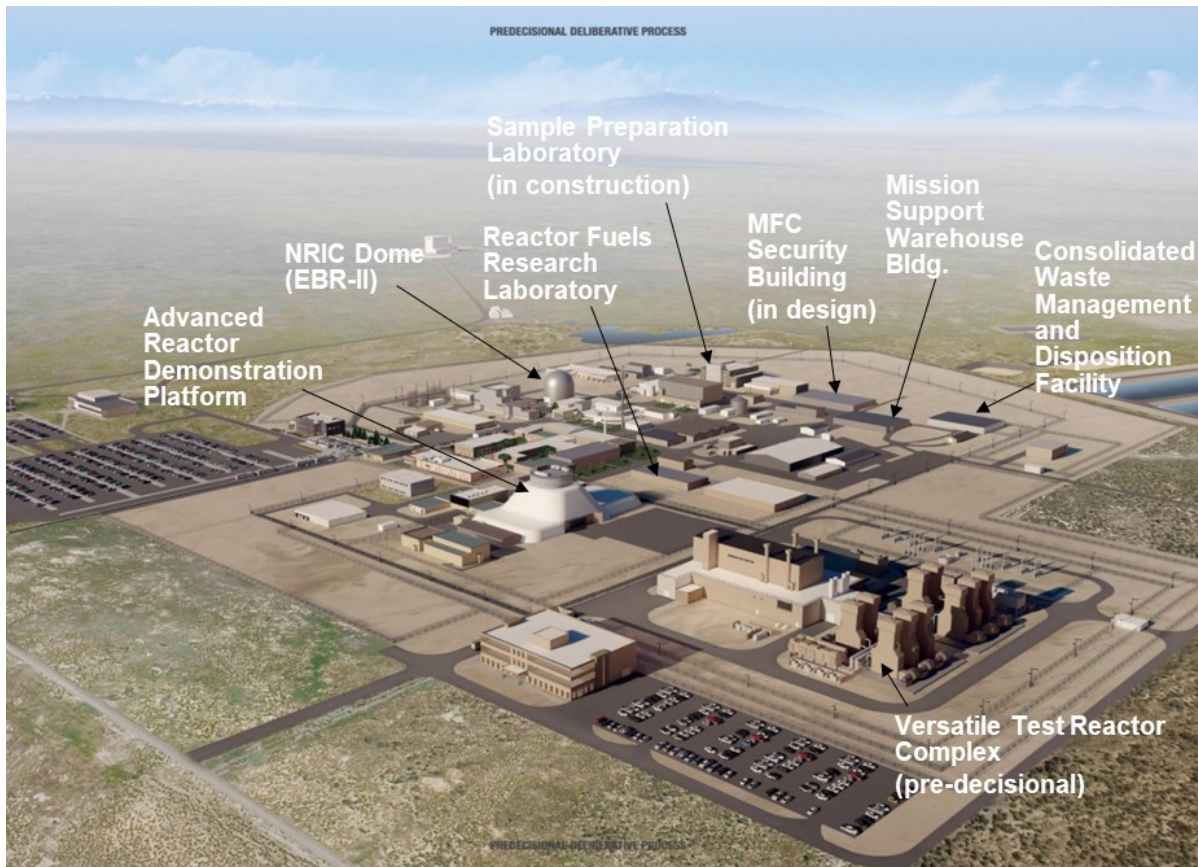 PREDECISIONAL DELIBERATIVE PROCESS
Sample Preparation
Laboratory
(in construction)
Mission
Support
Warehouse
Bldg.
MFC
Security
Building
(in design)
Reactor Fuels
Research
Laboratory
NRIC Dome
(EBR-II)
Consolidated
Waste
Management
and
Disposition
Facility
Advanced
Reactor
Demonstration
Platform
Versatile Test Reactor
Complex
(pre-decisional)
PREDECISIONAL DELIBERATIVE PROCESS